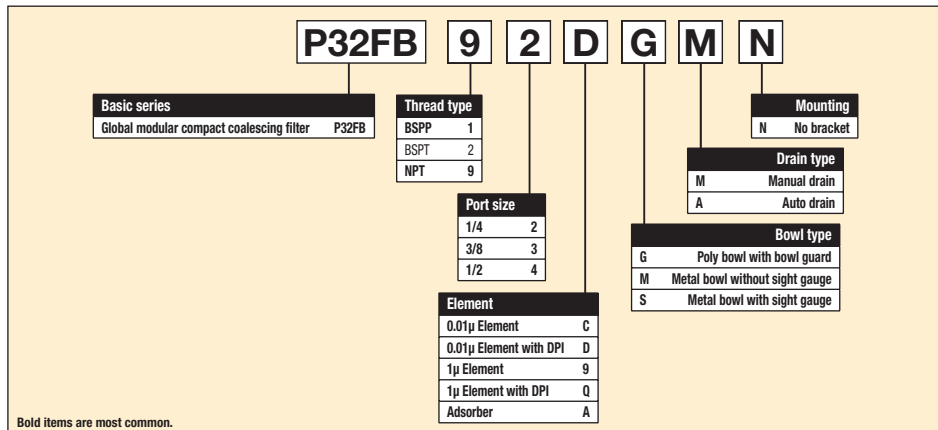 P32FB 9 2 D G M N
Basic series
Global modular compact coalescing filter P32FB
Thread type
BSPP 1
BSPT 2
NPT 9
Port size
1/4 2
3/8 3
1/2 4
Element
0.01µ Element C
0.01µ Element with DPI D
1µ Element 9
1µ Element with DPI Q
Adsorber A
Mounting
N No bracket
Drain type
M Manual drain
A Auto drain
Bowl type
G Poly bowl with bowl guard
M Metal bowl without sight gauge
S Metal bowl with sight gauge
Bold items are most common.